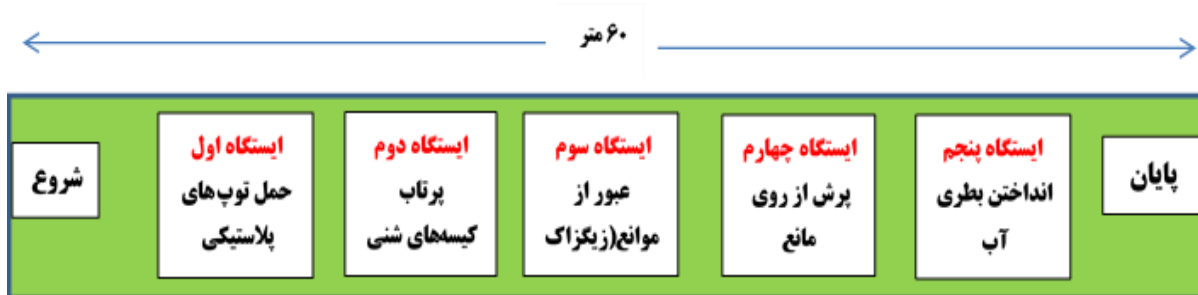 ۶۰ متر
شروع
ایستگاه اول
حمل توپ‌های
پلاستیکی
ایستگاه دوم
پرتاب
کیسه‌های شنی
ایستگاه سوم
عبور از
موانع(زیگزاک
ایستگاه چهارم
پرش از روی
مانع
ایستگاه پنجم
انداختن بطری
آب
پایان